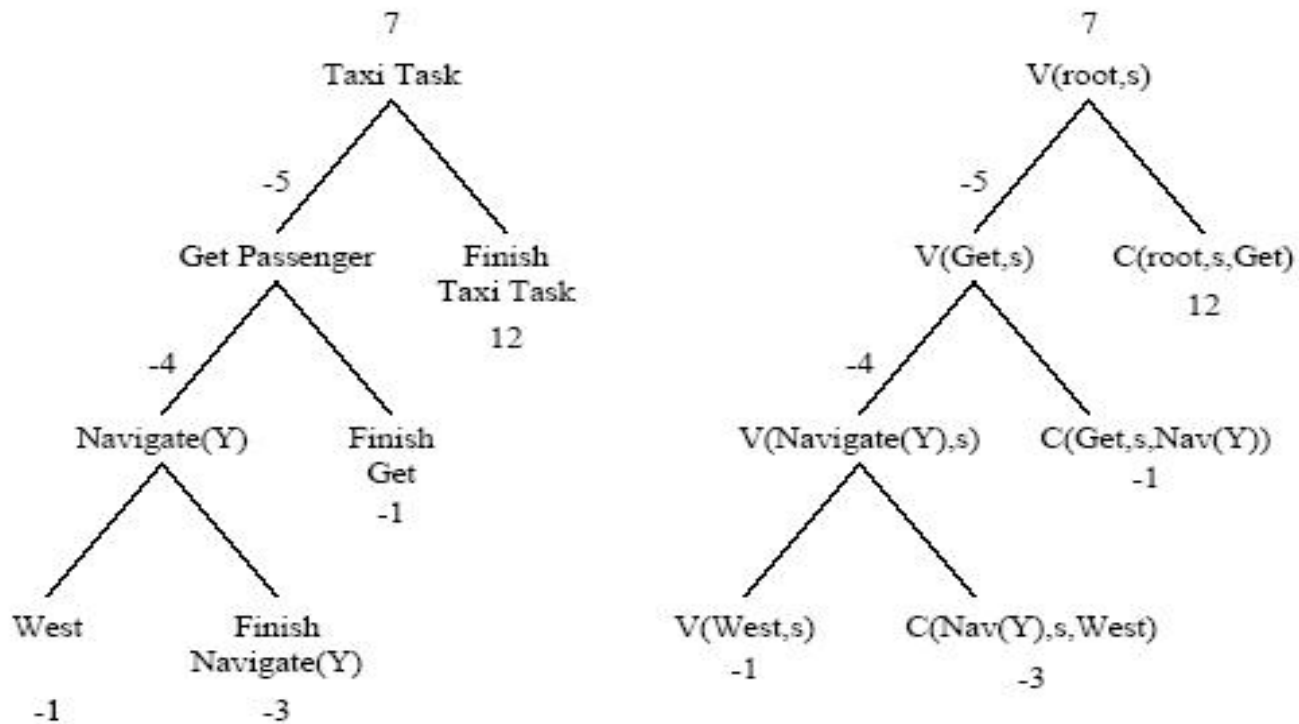 7
Taxi Task
-5
Get Passenger
Finish
Taxi Task
12
-4
Navigate(Y)
Finish
Get
-1
West
Finish
Navigate(Y)
-1
-3
7
V(root,s)
-5
V(Get,s)
C(root,s,Get)
12
-4
V(Navigate(Y),s)
C(Get,s,Nav(Y))
-1
V(West,s)
C(Nav(Y),s,West)
-1
-3